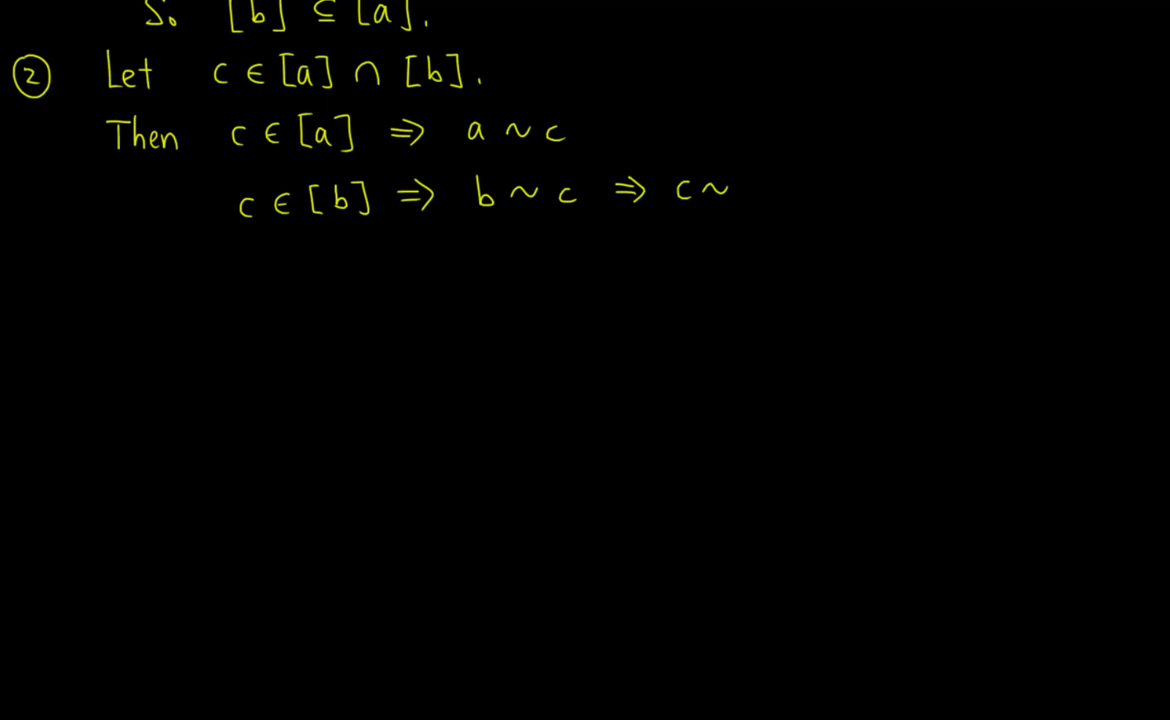 So [b] ⊆ [a].
② Let c ∈ [a] ∩ [b].
Then c ∈ [a] ⇒ a ~ c
c ∈ [b] ⇒ b ~ c ⇒ c ~